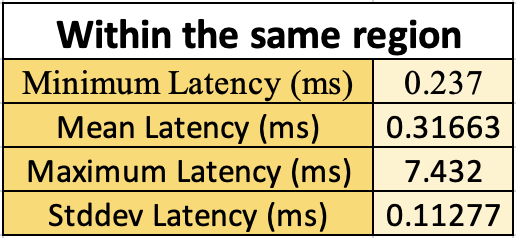 Within the same region
Minimum Latency (ms) 0.237
Mean Latency (ms) 0.31663
Maximum Latency (ms) 7.432
Stddev Latency (ms) 0.11277